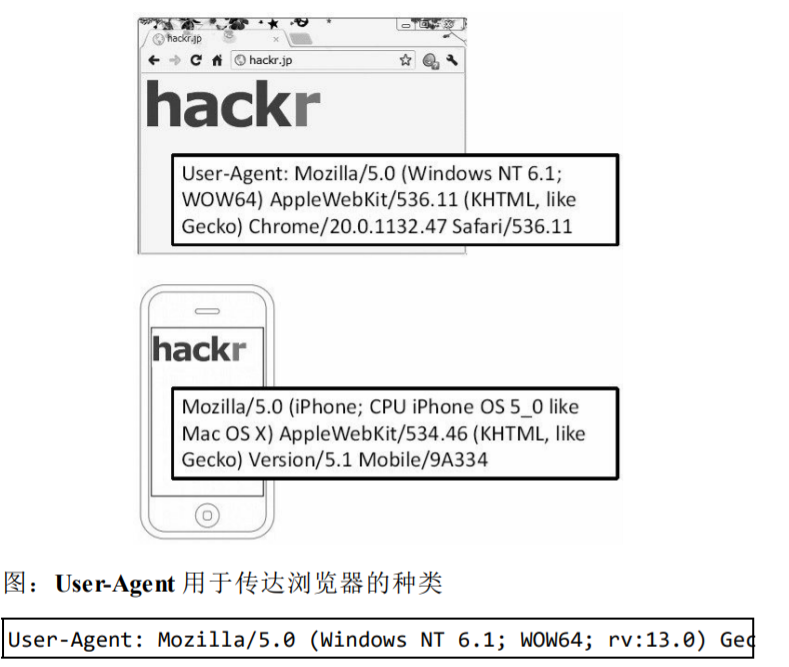 hackr.jp
hackr.jp
hackr
User-Agent: Mozilla/5.0 (Windows NT 6.1;
WOW64) AppleWebKit/536.11 (KHTML, like
Gecko) Chrome/20.0.1132.47 Safari/536.11
hackr
Mozilla/5.0 (iPhone; CPU iPhone OS 5_0 like
Mac OS X) AppleWebKit/534.46 (KHTML, like
Gecko) Version/5.1 Mobile/9A334
图：User-Agent 用于传达浏览器的种类
User-Agent: Mozilla/5.0 (Windows NT 6.1; WOW64; rv:13.0) Gec